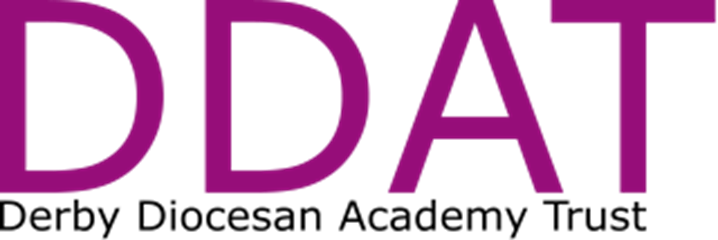 DDAT
Derby Diocesan Academy Trust